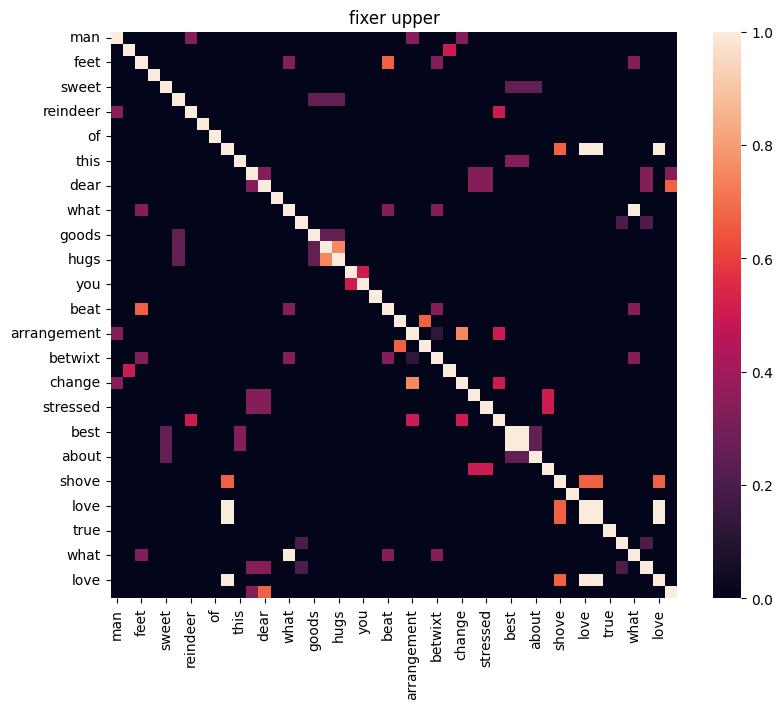 fixer upper
man
feet
sweet
reindeer
of
this
dear
what
goods
hugs
you
beat
arrangement
betwixt
change
stressed
best
about
shove
love
true
what
love
man
feet
sweet
reindeer
of
this
dear
what
goods
hugs
you
beat
arrangement
betwixt
change
stressed
best
about
shove
love
true
what
love
1.0
0.8
0.6
0.4
0.2
0.0